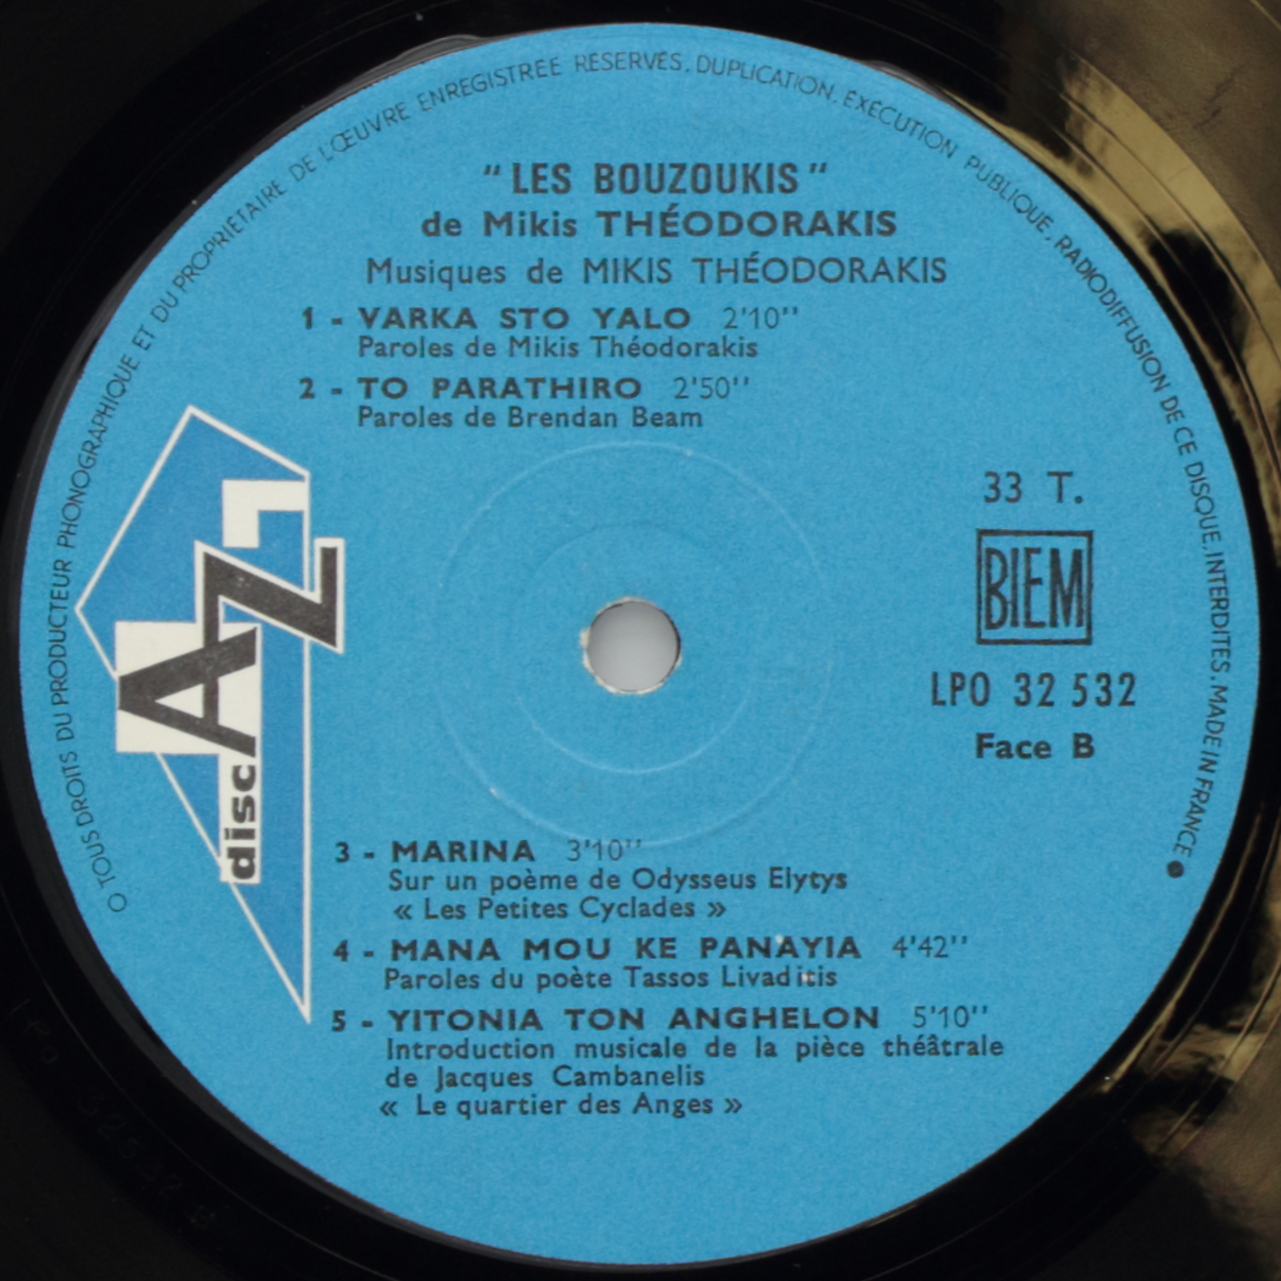 O TOUS DROITS DU PRODUCTEUR PHONOGRAPHIQUE ET DU PROPRIÉTAIRE DE L'ŒUVRE ENREGISTRÉE RÉSERVÉS. DUPLICATION, EXÉCUTION PUBLIQUE, RADIODIFFUSION DE CE DISQUE, INTERDITES. MADE IN FRANCE ●
"LES BOUZOUKIS"
de Mikis THÉODORAKIS
Musiques de MIKIS THÉODORAKIS
1 - VARKA STO YALO 2'10''
Paroles de Mikis Théodorakis
2 - TO PARATHIRO 2'50''
Paroles de Brendan Beam
disc AZ
33 T.
BIEM
LPO 32 532
Face B
3 - MARINA 3'10''
Sur un poème de Odysseus Elytys
« Les Petites Cyclades »
4 - MANA MOU KE PANAYIA 4'42''
Paroles du poète Tassos Livaditis
5 - YITONIA TON ANGHELON 5'10''
Introduction musicale de la pièce théâtrale
de Jacques Cambanelis
« Le quartier des Anges »